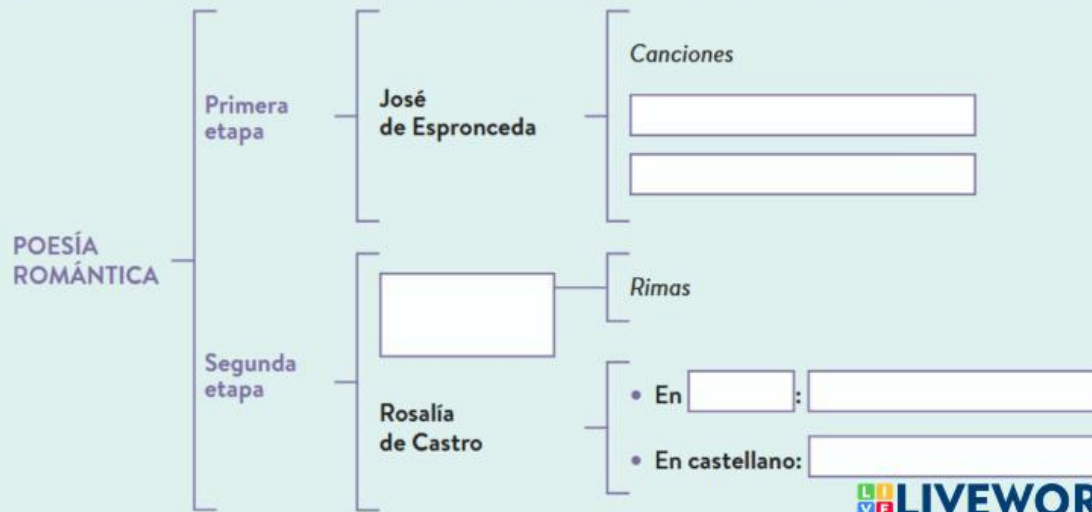 POESÍA
ROMÁNTICA
Primera
etapa
José
de Espronceda
Canciones
Segunda
etapa
Rimas
Rosalía
de Castro
• En :
• En castellano:
LIVEWOR